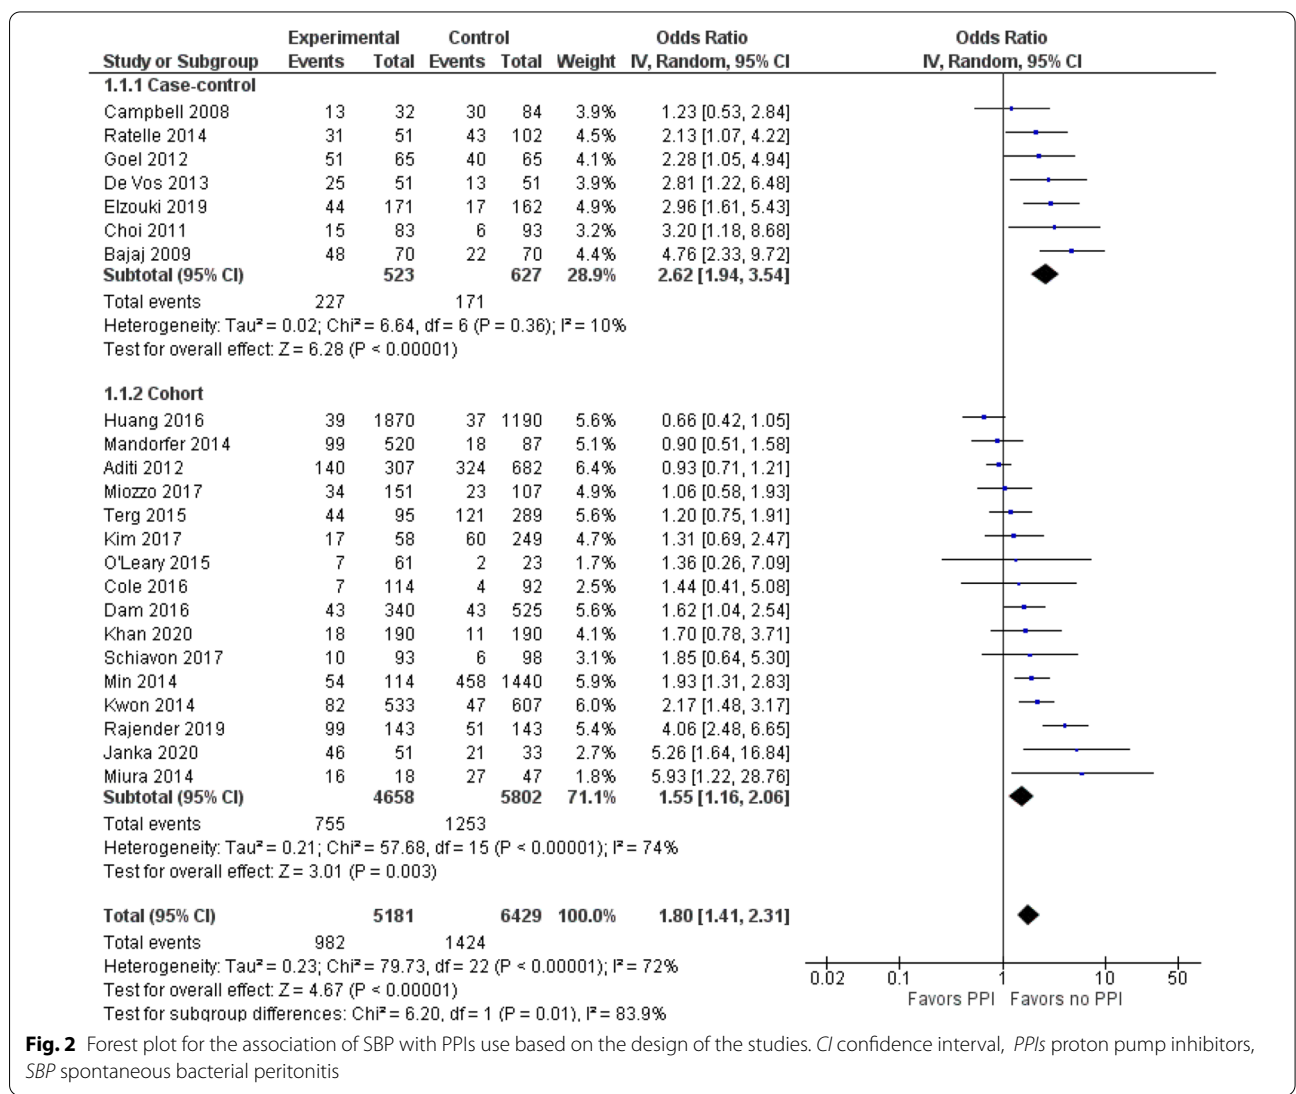 Experimental Control Odds Ratio Odds Ratio
Study or Subgroup Events Total Events Total Weight IV, Random, 95% CI IV, Random, 95% CI
1.1.1 Case-control
Campbell 2008 13 32 30 84 3.9% 1.23 [0.53, 2.84]
Ratelle 2014 31 51 43 102 4.5% 2.13 [1.07, 4.22]
Goel 2012 51 65 40 65 4.1% 2.28 [1.05, 4.94]
De Vos 2013 25 51 13 51 3.9% 2.81 [1.22, 6.48]
Elzouki 2019 44 171 17 162 4.9% 2.96 [1.61, 5.43]
Choi 2011 15 83 6 93 3.2% 3.20 [1.18, 8.68]
Bajaj 2009 48 70 22 70 4.4% 4.76 [2.33, 9.72]
Subtotal (95% CI) 523 627 28.9% 2.62 [1.94, 3.54]
Total events 227 171
Heterogeneity: Tau² = 0.02; Chi² = 6.64, df = 6 (P = 0.36); I² = 10%
Test for overall effect: Z = 6.28 (P < 0.00001)
1.1.2 Cohort
Huang 2016 39 1870 37 1190 5.6% 0.66 [0.42, 1.05]
Mandorfer 2014 99 520 18 87 5.1% 0.90 [0.51, 1.58]
Aditi 2012 140 307 324 682 6.4% 0.93 [0.71, 1.21]
Miozzo 2017 34 151 23 107 4.9% 1.06 [0.58, 1.93]
Terg 2015 44 95 121 289 5.6% 1.20 [0.75, 1.91]
Kim 2017 17 58 60 249 4.7% 1.31 [0.69, 2.47]
O'Leary 2015 7 61 2 23 1.7% 1.36 [0.26, 7.09]
Cole 2016 7 114 4 92 2.5% 1.44 [0.41, 5.08]
Dam 2016 43 340 43 525 5.6% 1.62 [1.04, 2.54]
Khan 2020 18 190 11 190 4.1% 1.70 [0.78, 3.71]
Schiavon 2017 10 93 6 98 3.1% 1.85 [0.64, 5.30]
Min 2014 54 114 458 1440 5.9% 1.93 [1.31, 2.83]
Kwon 2014 82 533 47 607 6.0% 2.17 [1.48, 3.17]
Rajender 2019 99 143 51 143 5.4% 4.06 [2.48, 6.65]
Janka 2020 46 51 21 33 2.7% 5.26 [1.64, 16.84]
Miura 2014 16 18 27 47 1.8% 5.93 [1.22, 28.76]
Subtotal (95% CI) 4658 5802 71.1% 1.55 [1.16, 2.06]
Total events 755 1253
Heterogeneity: Tau² = 0.21; Chi² = 57.68, df = 15 (P < 0.00001); I² = 74%
Test for overall effect: Z = 3.01 (P = 0.003)
Total (95% CI) 5181 6429 100.0% 1.80 [1.41, 2.31]
Total events 982 1424
Heterogeneity: Tau² = 0.23; Chi² = 79.73, df = 22 (P < 0.00001); I² = 72%
Test for overall effect: Z = 4.67 (P < 0.00001)
Test for subgroup differences: Chi² = 6.20, df = 1 (P = 0.01), I² = 83.9%
0.02 0.1 1 10 50
Favors PPI Favors no PPI
Fig. 2 Forest plot for the association of SBP with PPIs use based on the design of the studies. CI confidence interval, PPIs proton pump inhibitors,
SBP spontaneous bacterial peritonitis